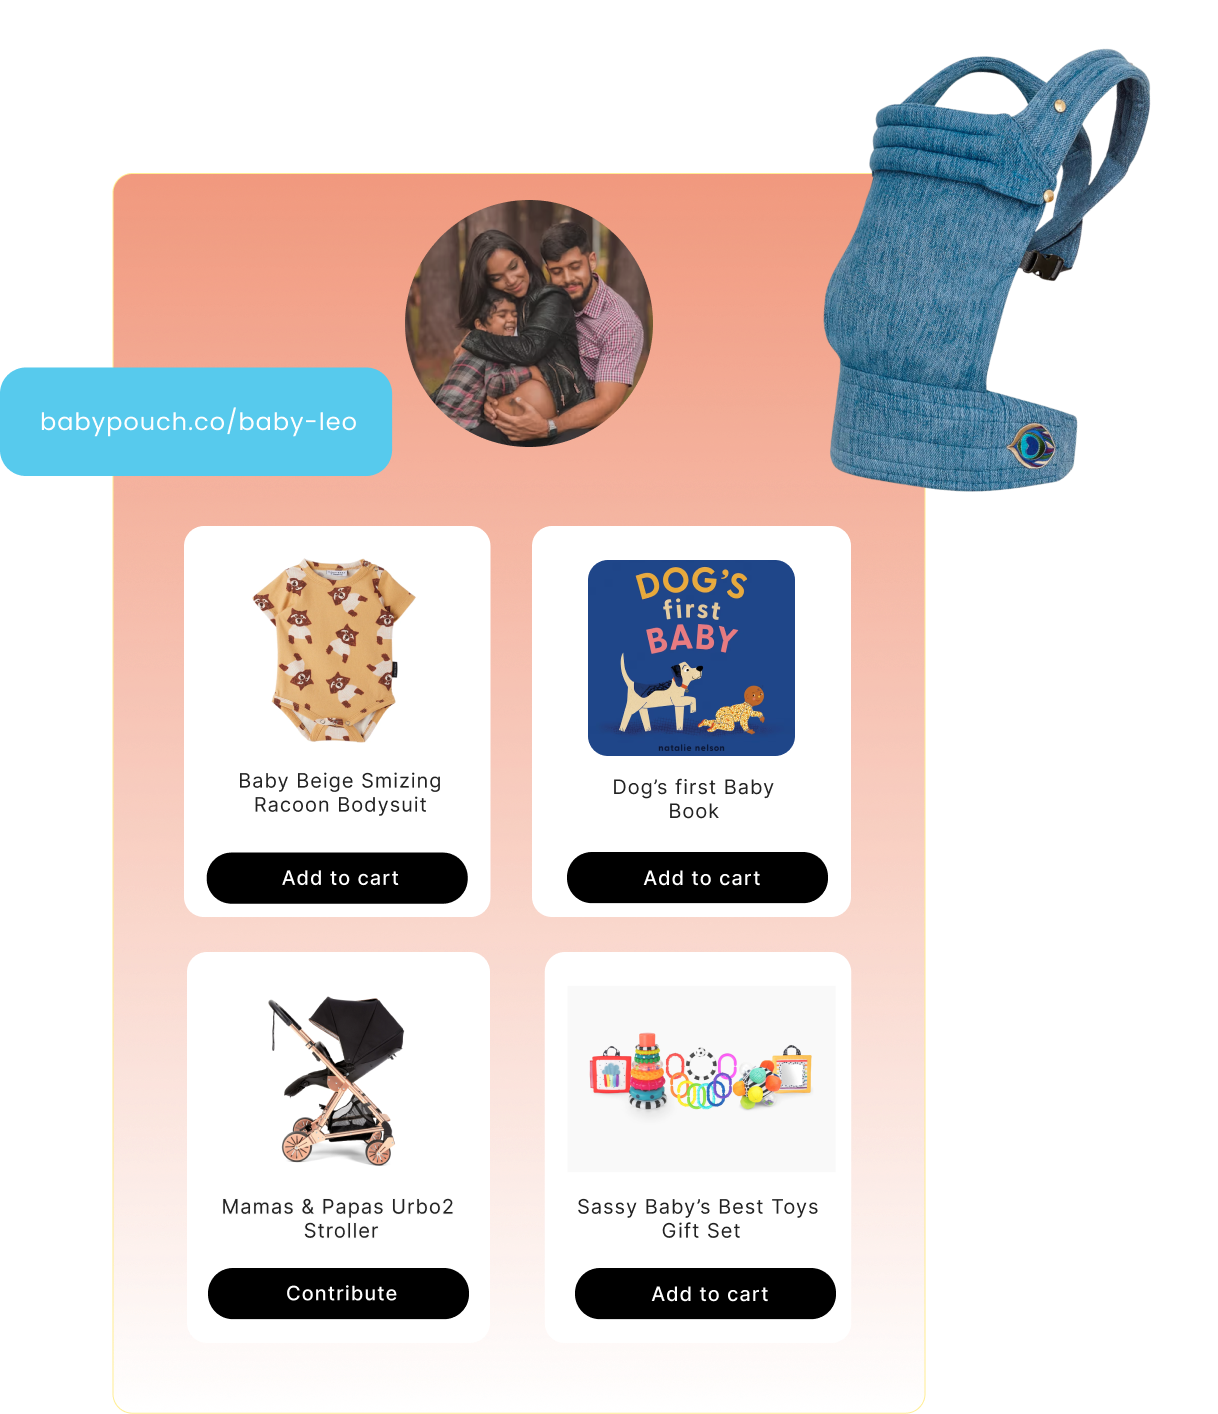 babypouch.co/baby-leo
DOG'S
first
BABY
natalie nelson
Baby Beige Smizing
Racoon Bodysuit
Dog’s first Baby
Book
Add to cart
Add to cart
Mamas & Papas Urbo2
Stroller
Sassy Baby’s Best Toys
Gift Set
Contribute
Add to cart